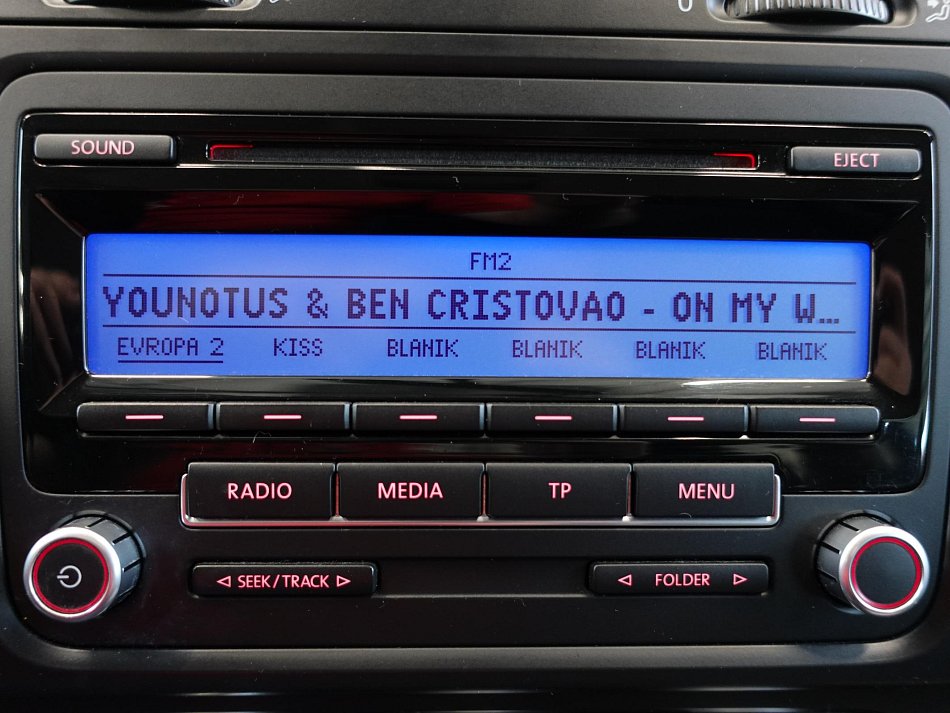 0
SOUND
EJECT
FM2
YOUNOTUS & BEN CRISTOVAO - ON MY W...
EVROPA 2 KISS BLANIK BLANIK BLANIK BLANIK
RADIO MEDIA TP MENU
SEEK/TRACK
FOLDER